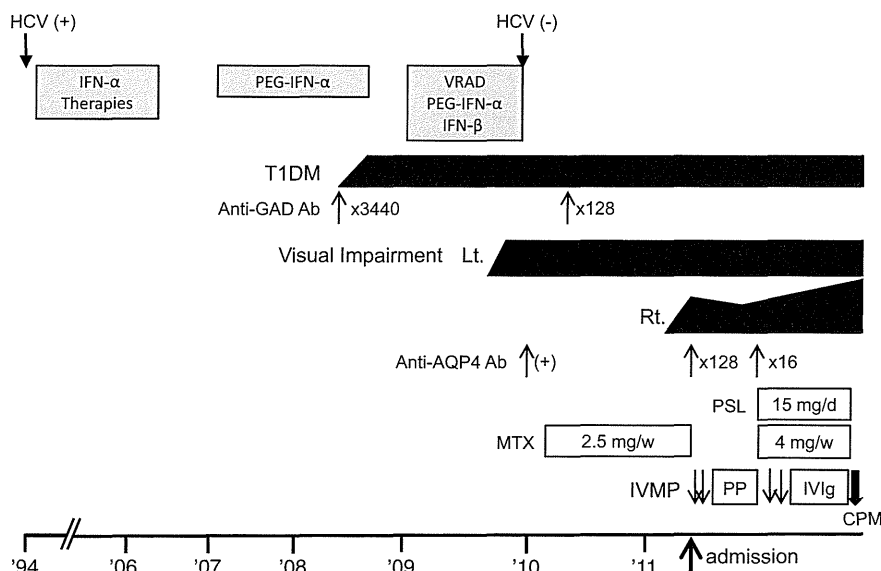 HCV (+)
HCV (-)
IFN-α
Therapies
PEG-IFN-α
VRAD
PEG-IFN-α
IFN-β
T1DM
Anti-GAD Ab
x3440
x128
Visual Impairment Lt.
Rt.
Anti-AQP4 Ab
(+)
x128
x16
PSL
15 mg/d
MTX
2.5 mg/w
4 mg/w
IVMP
PP
IVIg
CPM
'94
'06
'07
'08
'09
'10
'11
admission